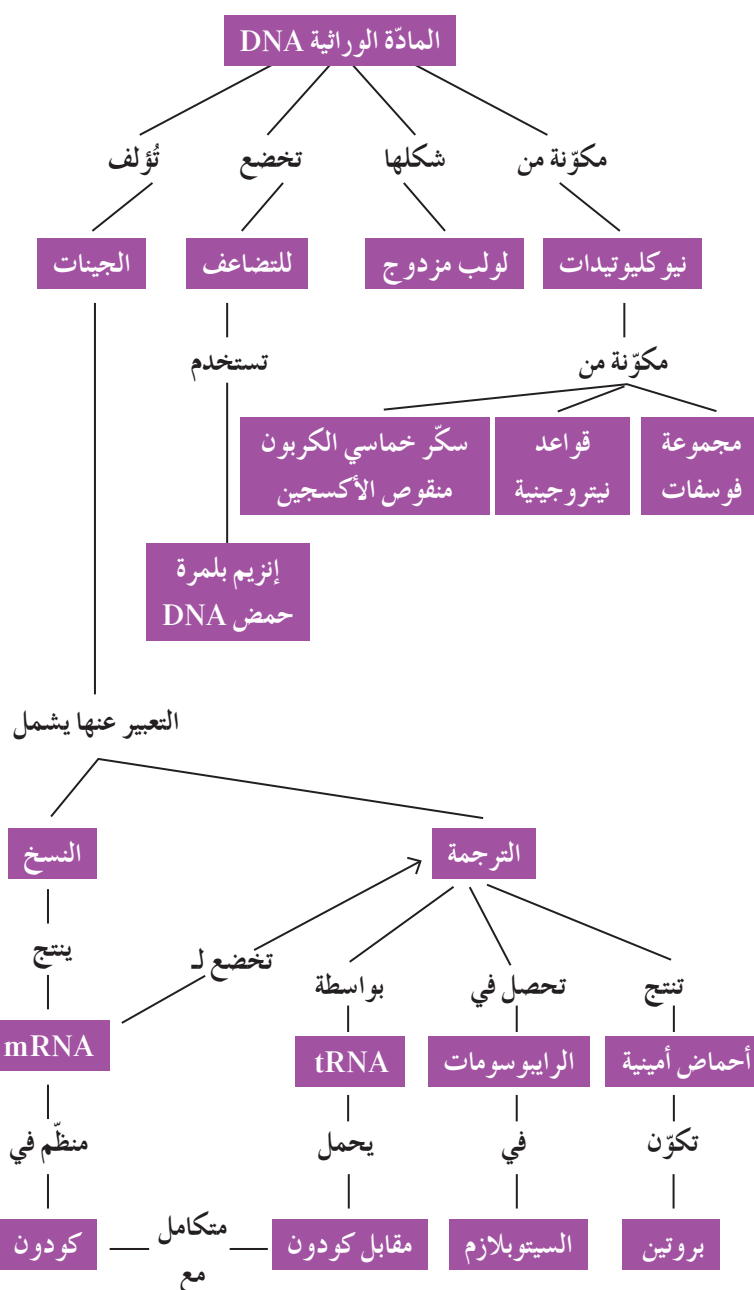 المادّة الوراثية DNA
مكوّنة من
شكلها
تخضع
تُؤلف
نيوكليوتيدات
لولب مزدوج
للتضاعف
الجينات
مكوّنة من
تستخدم
مجموعة
فوسفات
قواعد
نيتروجينية
سكّر خماسي الكربون
منقوص الأكسجين
إنزيم بلمرة
حمض DNA
التعبير عنها يشمل
الترجمة
النسخ
تنتج
تحصل في
بواسطة
تخضع لـ
ينتج
أحماض أمينية
الرايبوسومات
tRNA
mRNA
تكوّن
في
يحمل
منظّم في
بروتين
السيتوبلازم
مقابل كودون
متكامل
مع
كودون